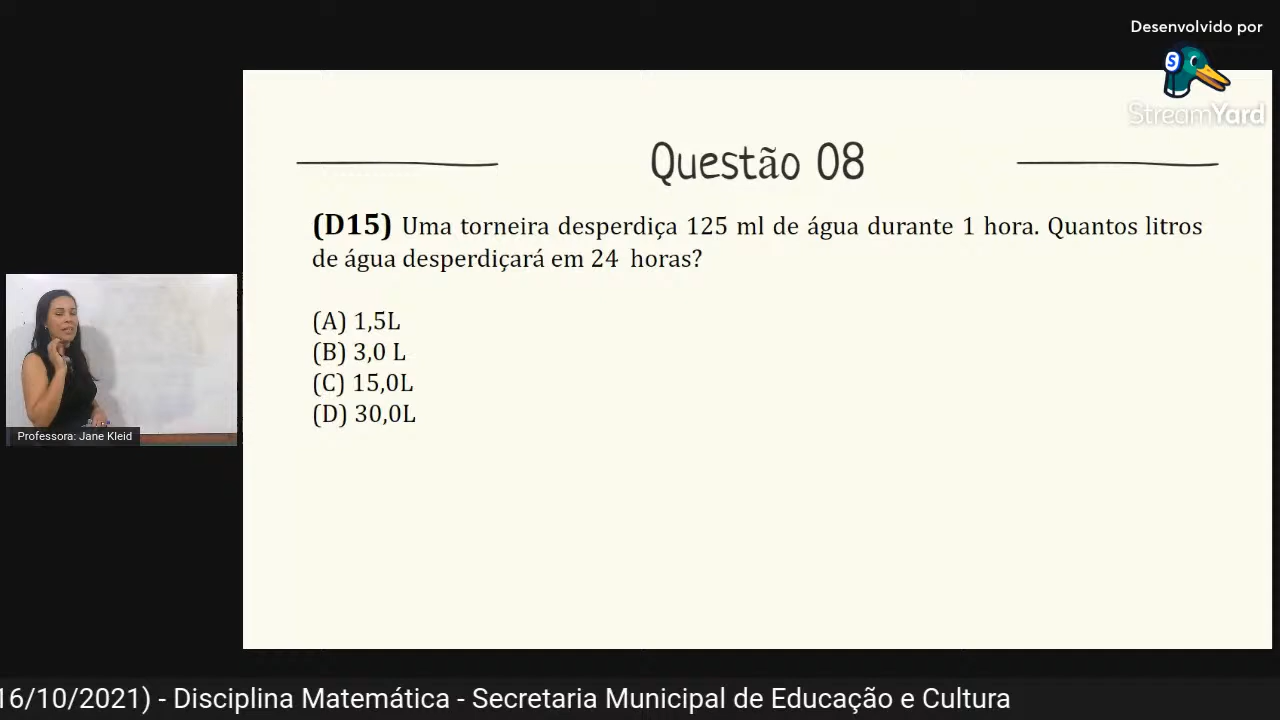 Desenvolvido por
S
StreamYard
Questão 08
(D15) Uma torneira desperdiça 125 ml de água durante 1 hora. Quantos litros
de água desperdiçará em 24 horas?
(A) 1,5L
(B) 3,0 L
(C) 15,0L
(D) 30,0L
Professora: Jane Kleid
16/10/2021) - Disciplina Matemática - Secretaria Municipal de Educação e Cultura